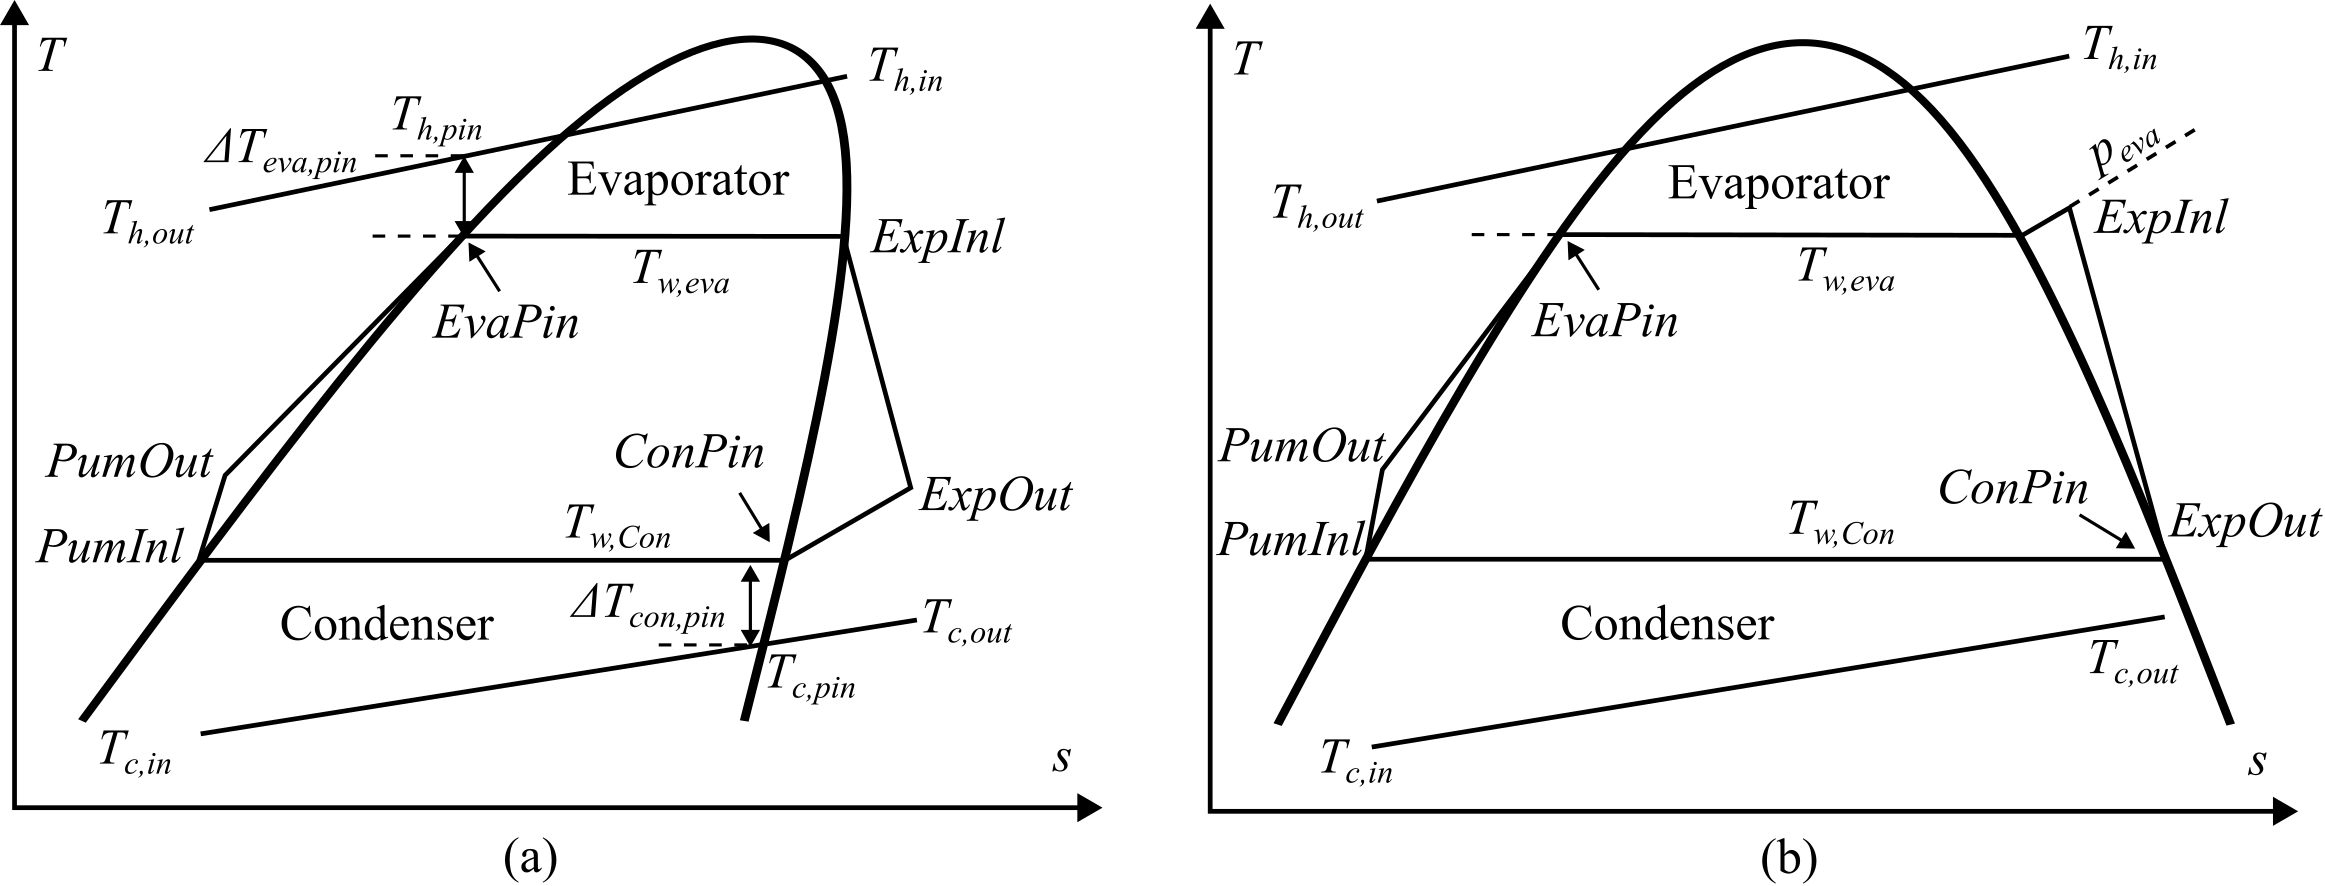 T
T_h,in
T_h,pin
ΔT_eva,pin
T_h,out
Evaporator
ExpInl
T_w,eva
EvaPin
PumOut
ConPin
ExpOut
T_w,Con
PumInl
ΔT_con,pin
Condenser
T_c,out
T_c,pin
T_c,in
s
(a)
T
T_h,in
p_eva
T_h,out
Evaporator
ExpInl
T_w,eva
EvaPin
PumOut
ConPin
T_w,Con
ExpOut
PumInl
Condenser
T_c,out
T_c,in
s
(b)